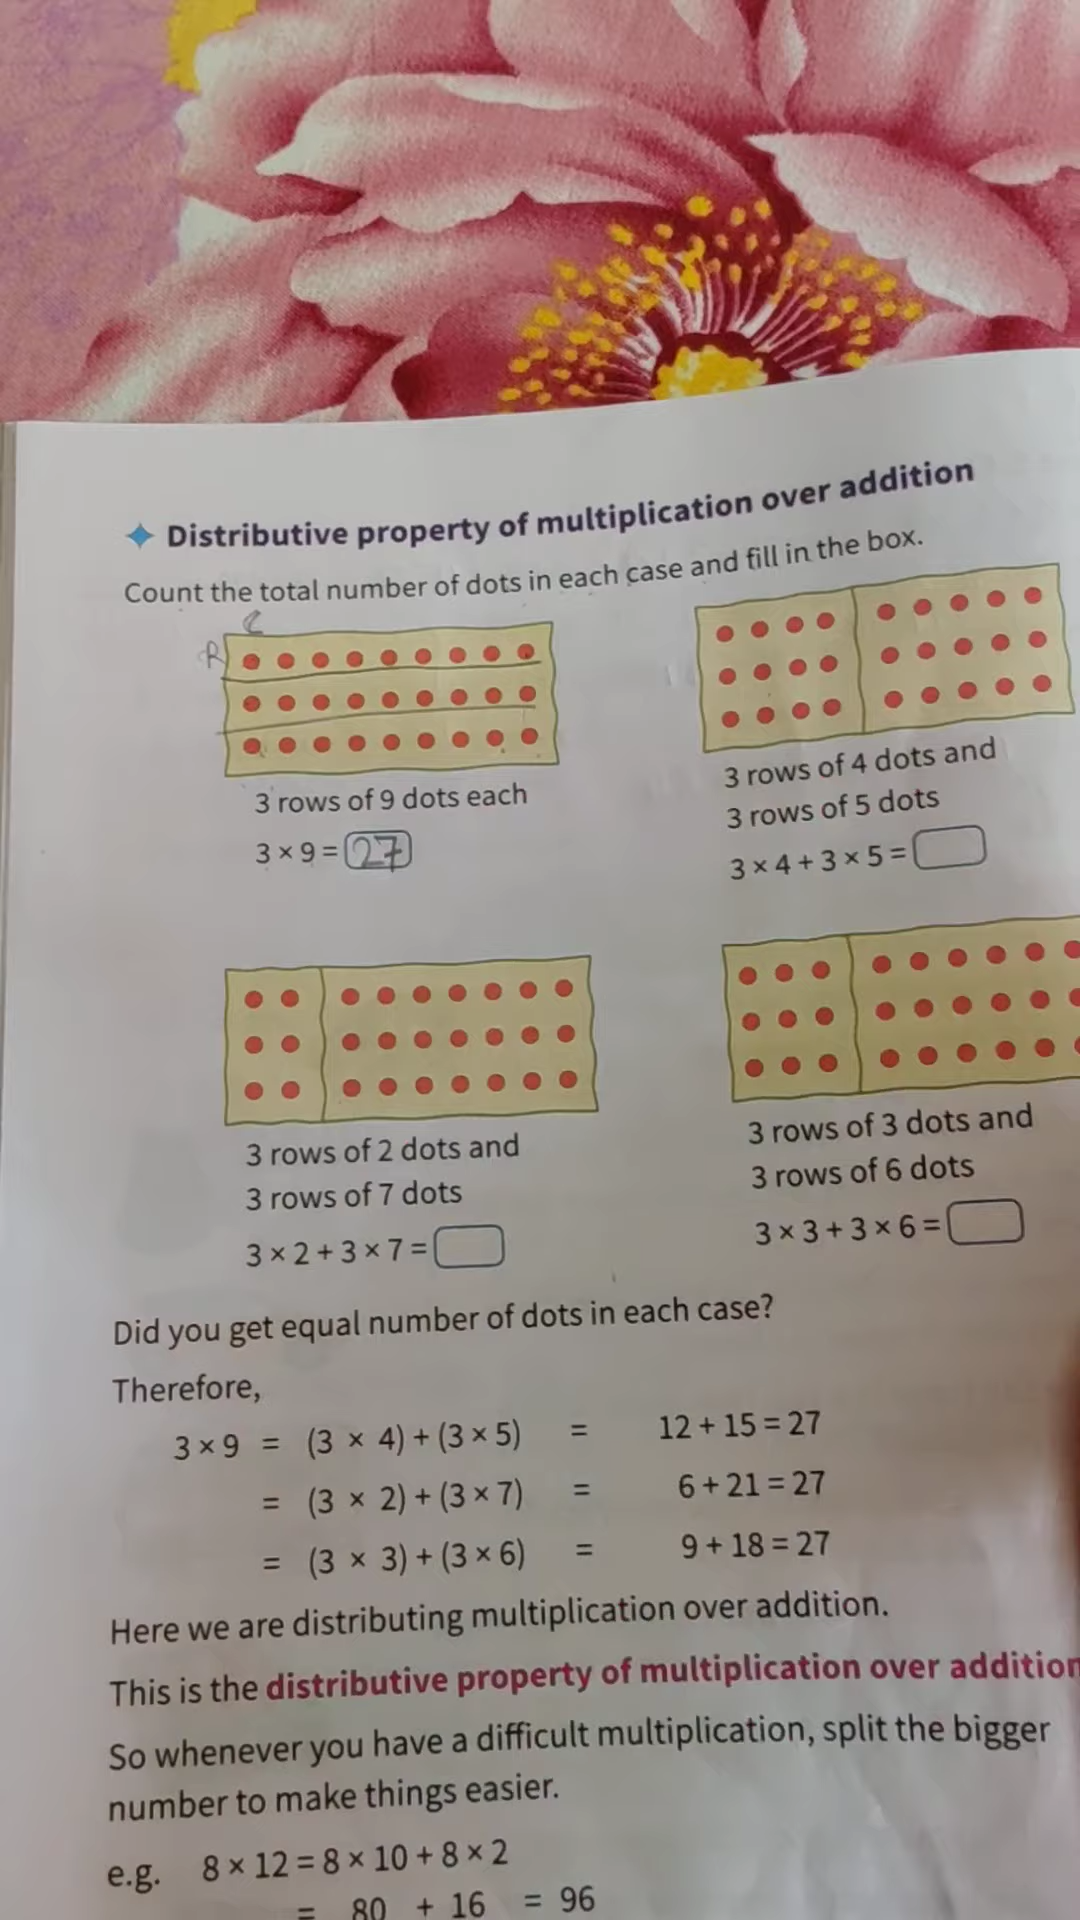 Distributive property of multiplication over addition
Count the total number of dots in each case and fill in the box.
C
R
3 rows of 9 dots each
3 × 9 = 27
3 rows of 4 dots and
3 rows of 5 dots
3 × 4 + 3 × 5 =
3 rows of 2 dots and
3 rows of 7 dots
3 × 2 + 3 × 7 =
3 rows of 3 dots and
3 rows of 6 dots
3 × 3 + 3 × 6 =
Did you get equal number of dots in each case?
Therefore,
3 × 9 = (3 × 4) + (3 × 5) = 12 + 15 = 27
= (3 × 2) + (3 × 7) = 6 + 21 = 27
= (3 × 3) + (3 × 6) = 9 + 18 = 27
Here we are distributing multiplication over addition.
This is the distributive property of multiplication over addition
So whenever you have a difficult multiplication, split the bigger
number to make things easier.
e.g. 8 × 12 = 8 × 10 + 8 × 2
= 80 + 16 = 96